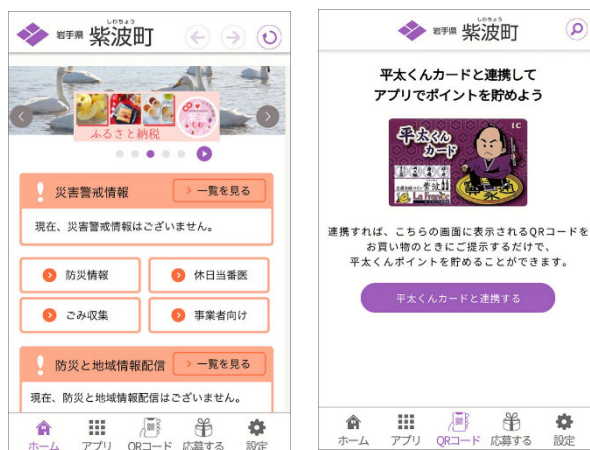 岩手県 紫波町
しわちょう
ふるさと納税
災害警戒情報
一覧を見る
現在、災害警戒情報はございません。
防災情報
休日当番医
ごみ収集
事業者向け
防災と地域情報配信
一覧を見る
現在、防災と地域情報配信はございません。
ホーム
アプリ
QRコード
応募する
設定
岩手県 紫波町
しわちょう
平太くんカードと連携して
アプリでポイントを貯めよう
平太くん
カード
IC
紫波
La France
連携すれば、こちらの画面に表示されるQRコードを
お買い物のときにご提示するだけで、
平太くんポイントを貯めることができます。
平太くんカードと連携する
ホーム
アプリ
QRコード
応募する
設定